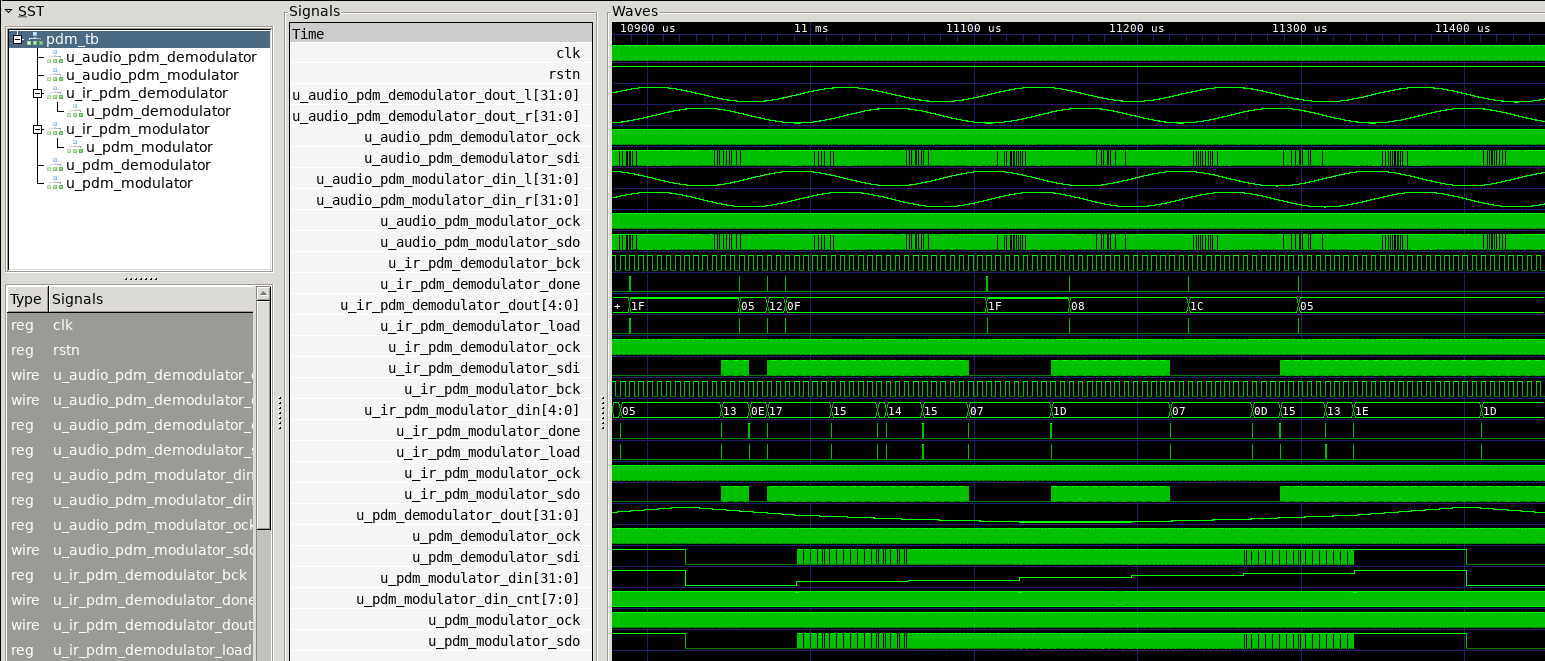 SST
pdm_tb
u_audio_pdm_demodulator
u_audio_pdm_modulator
u_ir_pdm_demodulator
u_pdm_demodulator
u_ir_pdm_modulator
u_pdm_modulator
u_pdm_demodulator
u_pdm_modulator
Type Signals
reg clk
reg rstn
wire u_audio_pdm_demodulator_
wire u_audio_pdm_demodulator_
reg u_audio_pdm_demodulator_
reg u_audio_pdm_demodulator_
reg u_audio_pdm_modulator_din
reg u_audio_pdm_modulator_din
reg u_audio_pdm_modulator_ock
wire u_audio_pdm_modulator_sdo
reg u_ir_pdm_demodulator_bck
wire u_ir_pdm_demodulator_done
wire u_ir_pdm_demodulator_dout
reg u_ir_pdm_demodulator_load
Signals
Time
clk
rstn
u_audio_pdm_demodulator_dout_l[31:0]
u_audio_pdm_demodulator_dout_r[31:0]
u_audio_pdm_demodulator_ock
u_audio_pdm_demodulator_sdi
u_audio_pdm_modulator_din_l[31:0]
u_audio_pdm_modulator_din_r[31:0]
u_audio_pdm_modulator_ock
u_audio_pdm_modulator_sdo
u_ir_pdm_demodulator_bck
u_ir_pdm_demodulator_done
u_ir_pdm_demodulator_dout[4:0]
u_ir_pdm_demodulator_load
u_ir_pdm_demodulator_ock
u_ir_pdm_demodulator_sdi
u_ir_pdm_modulator_bck
u_ir_pdm_modulator_din[4:0]
u_ir_pdm_modulator_done
u_ir_pdm_modulator_load
u_ir_pdm_modulator_ock
u_ir_pdm_modulator_sdo
u_pdm_demodulator_dout[31:0]
u_pdm_demodulator_ock
u_pdm_demodulator_sdi
u_pdm_modulator_din[31:0]
u_pdm_modulator_din_cnt[7:0]
u_pdm_modulator_ock
u_pdm_modulator_sdo
Waves
10900 us 11 ms 11100 us 11200 us 11300 us 11400 us
+ 1F 05 12 0F 1F 08 1C 05
05 13 0E 17 15 14 15 07 1D 07 0D 15 13 1E 1D